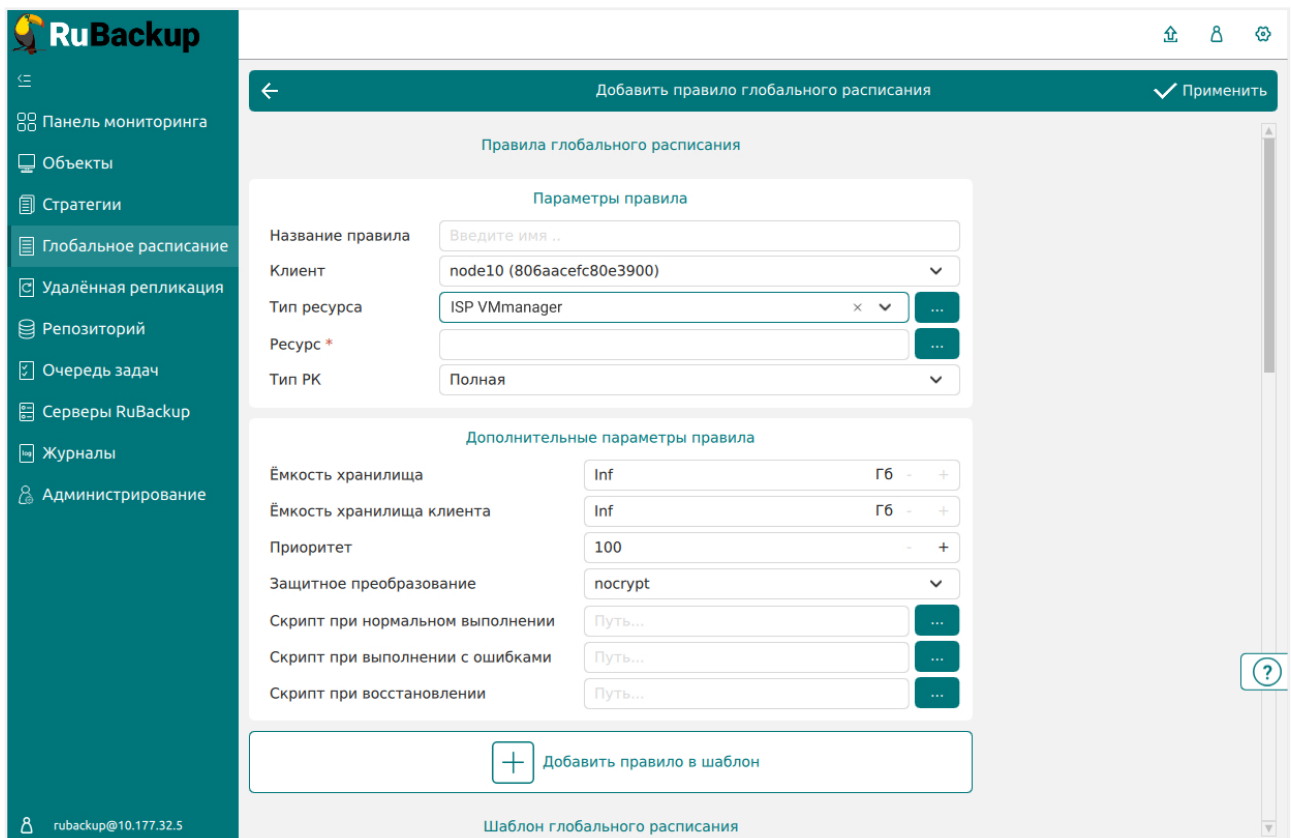 RuBackup
Добавить правило глобального расписания
Применить
Панель мониторинга
Объекты
Стратегии
Глобальное расписание
Удалённая репликация
Репозиторий
Очередь задач
Серверы RuBackup
Журналы
Администрирование
rubackup@10.177.32.5
Правила глобального расписания
Параметры правила
Название правила Введите имя ..
Клиент node10 (806aacefc80e3900)
Тип ресурса ISP VMmanager × ...
Ресурс * ...
Тип РК Полная
Дополнительные параметры правила
Ёмкость хранилища Inf Гб - +
Ёмкость хранилища клиента Inf Гб - +
Приоритет 100 - +
Защитное преобразование nocrypt
Скрипт при нормальном выполнении Путь... ...
Скрипт при выполнении с ошибками Путь... ...
Скрипт при восстановлении Путь... ...
?
+ Добавить правило в шаблон
Шаблон глобального расписания